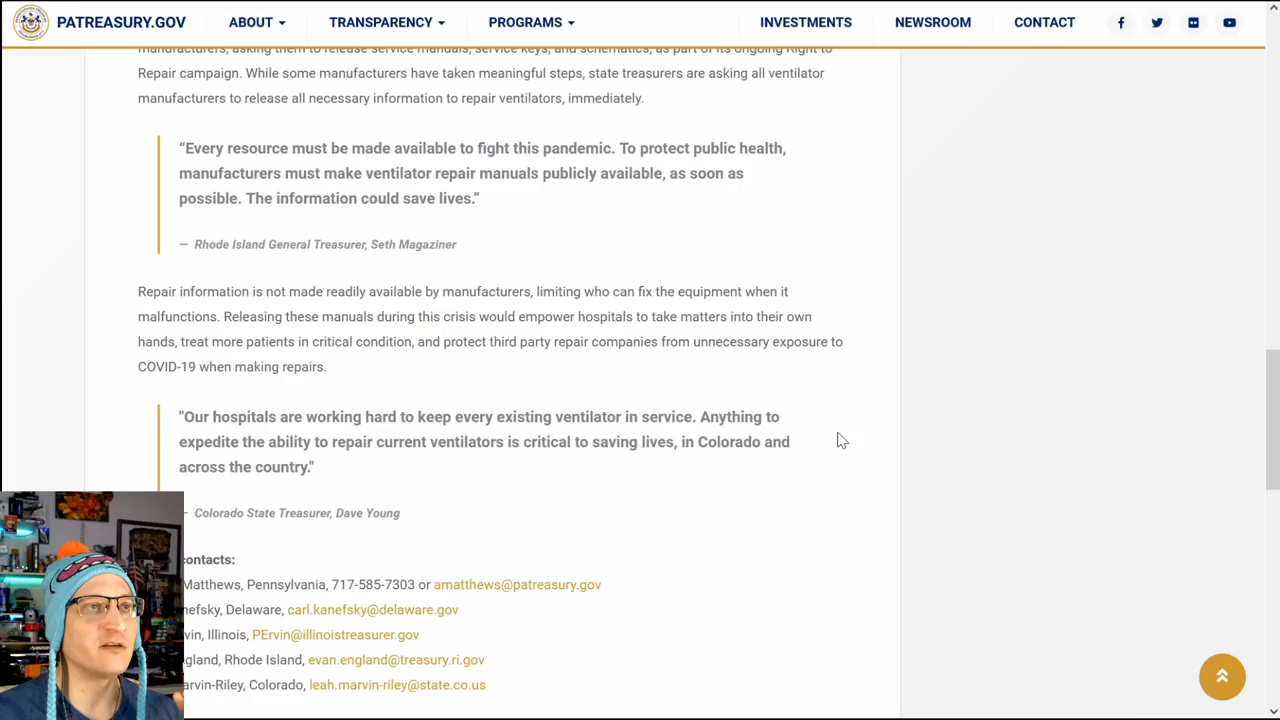 PATREASURY.GOV ABOUT TRANSPARENCY PROGRAMS INVESTMENTS NEWSROOM CONTACT
manufacturers, asking them to release service manuals, service keys, and schematics, as part of its ongoing Right to
Repair campaign. While some manufacturers have taken meaningful steps, state treasurers are asking all ventilator
manufacturers to release all necessary information to repair ventilators, immediately.
“Every resource must be made available to fight this pandemic. To protect public health,
manufacturers must make ventilator repair manuals publicly available, as soon as
possible. The information could save lives.”
— Rhode Island General Treasurer, Seth Magaziner
Repair information is not made readily available by manufacturers, limiting who can fix the equipment when it
malfunctions. Releasing these manuals during this crisis would empower hospitals to take matters into their own
hands, treat more patients in critical condition, and protect third party repair companies from unnecessary exposure to
COVID-19 when making repairs.
"Our hospitals are working hard to keep every existing ventilator in service. Anything to
expedite the ability to repair current ventilators is critical to saving lives, in Colorado and
across the country."
— Colorado State Treasurer, Dave Young
contacts:
Matthews, Pennsylvania, 717-585-7303 or amatthews@patreasury.gov
nefsky, Delaware, carl.kanefsky@delaware.gov
vin, Illinois, PErvin@illinoistreasurer.gov
gland, Rhode Island, evan.england@treasury.ri.gov
arvin-Riley, Colorado, leah.marvin-riley@state.co.us